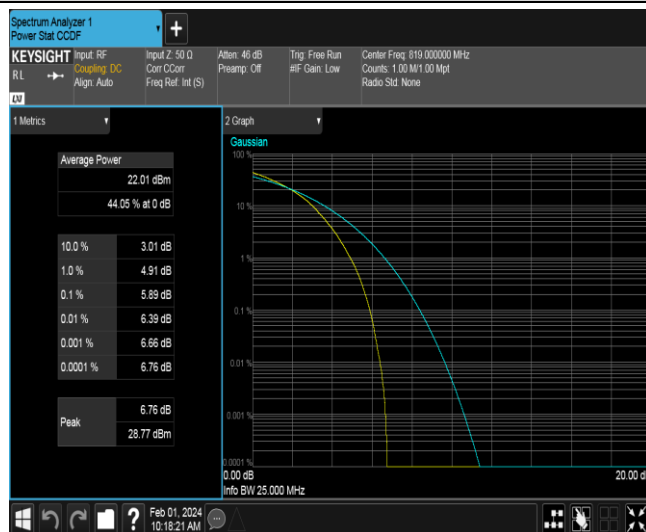 Spectrum Analyzer 1
Power Stat CCDF
+
KEYSIGHT
RL
LXI
Input: RF
Coupling: DC
Align: Auto
Input Z: 50 Ω
Corr CCorr
Freq Ref: Int (S)
Atten: 46 dB
Preamp: Off
Trig: Free Run
#IF Gain: Low
Center Freq: 819.000000 MHz
Counts: 1.00 M/1.00 Mpt
Radio Std: None
1 Metrics
Average Power
22.01 dBm
44.05 % at 0 dB
10.0 % 3.01 dB
1.0 % 4.91 dB
0.1 % 5.89 dB
0.01 % 6.39 dB
0.001 % 6.66 dB
0.0001 % 6.76 dB
Peak
6.76 dB
28.77 dBm
2 Graph
Gaussian
100 %
10 %
1 %
0.1 %
0.01 %
0.001 %
0.0001 %
0.00 dB
20.00 d
Info BW 25.000 MHz
?
Feb 01, 2024
10:18:21 AM